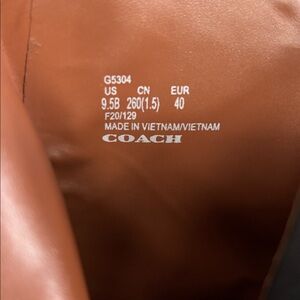 G5304
US CN EUR
9.5B 260(1.5) 40
F20/129
MADE IN VIETNAM/VIETNAM
COACH